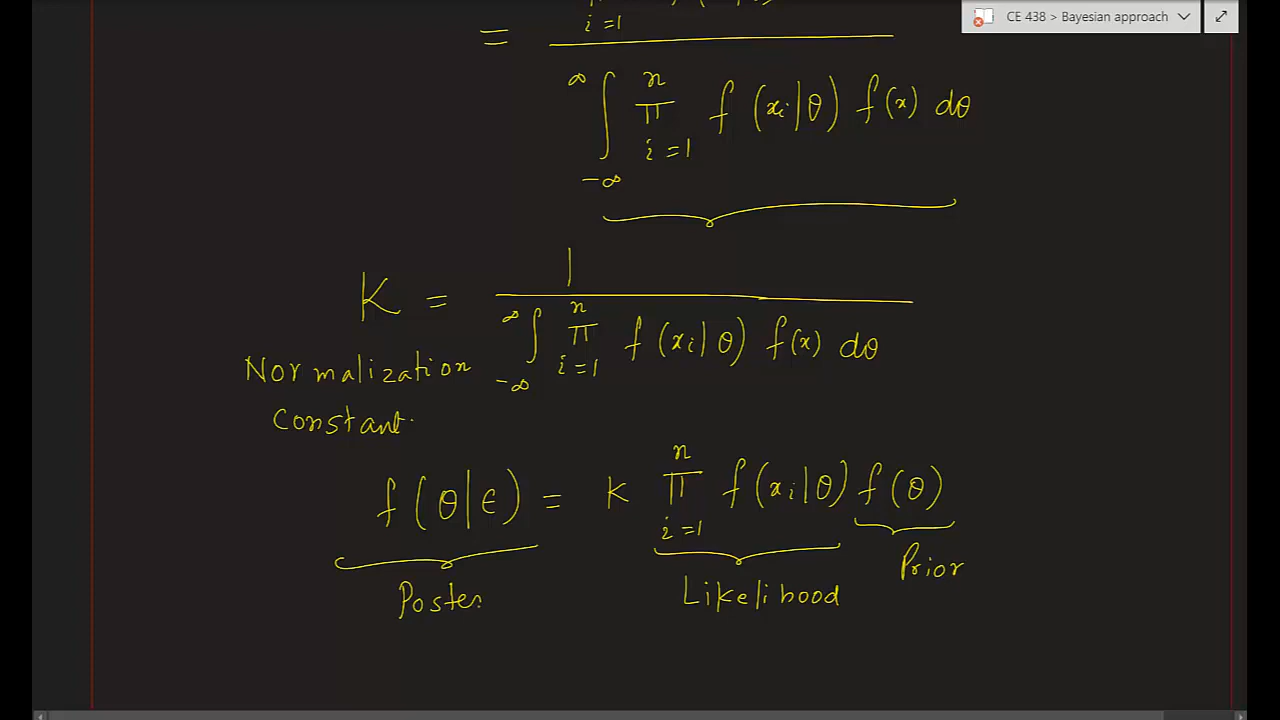 CE 438 > Bayesian approach
i=1
=
∞ ∫ -∞ n Π i=1 f(xi|θ) f(x) dθ
K = 1
∞ ∫ -∞ n Π i=1 f(xi|θ) f(x) dθ
Normalization
Constant.
f(θ|ϵ) = K n Π i=1 f(xi|θ) f(θ)
Prior
Poster Likelihood